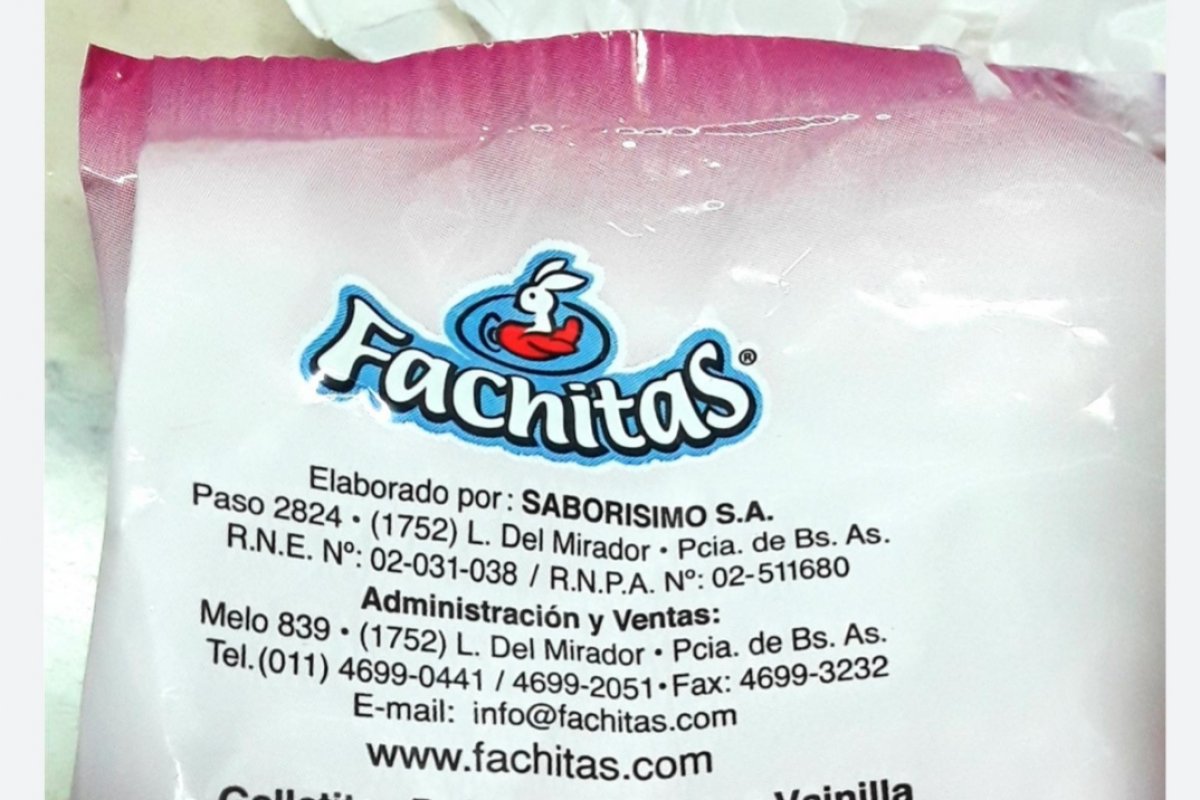 Fachitas®
Elaborado por: SABORISIMO S.A.
Paso 2824 • (1752) L. Del Mirador • Pcia. de Bs. As.
R.N.E. Nº: 02-031-038 / R.N.P.A. Nº: 02-511680
Administración y Ventas:
Melo 839 • (1752) L. Del Mirador • Pcia. de Bs. As.
Tel.(011) 4699-0441 / 4699-2051•Fax: 4699-3232
E-mail: info@fachitas.com
www.fachitas.com
Vainilla